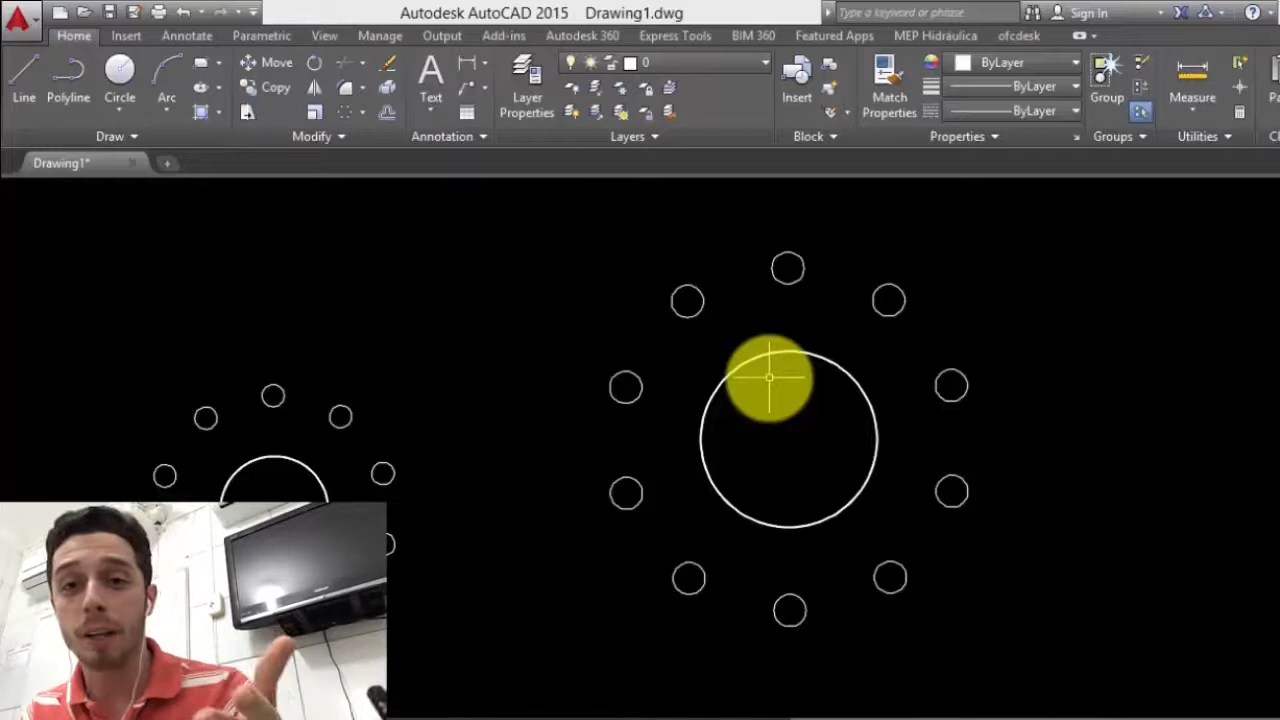 Autodesk AutoCAD 2015 Drawing1.dwg
Type a keyword or phrase
Sign In
Home Insert Annotate Parametric View Manage Output Add-ins Autodesk 360 Express Tools BIM 360 Featured Apps MEP Hidráulica ofcdesk
Move
0
ByLayer
Line Polyline Circle Arc
Copy
Text
Layer
Properties
Insert
Match
Properties
ByLayer
ByLayer
Group
Measure
Draw Modify Annotation Layers Block Properties Groups Utilities
Drawing1*